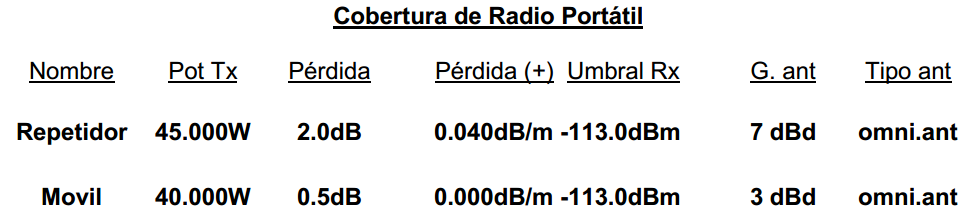 Cobertura de Radio Portátil
Nombre Pot Tx Pérdida Pérdida (+) Umbral Rx G. ant Tipo ant
Repetidor 45.000W 2.0dB 0.040dB/m -113.0dBm 7 dBd omni.ant
Movil 40.000W 0.5dB 0.000dB/m -113.0dBm 3 dBd omni.ant